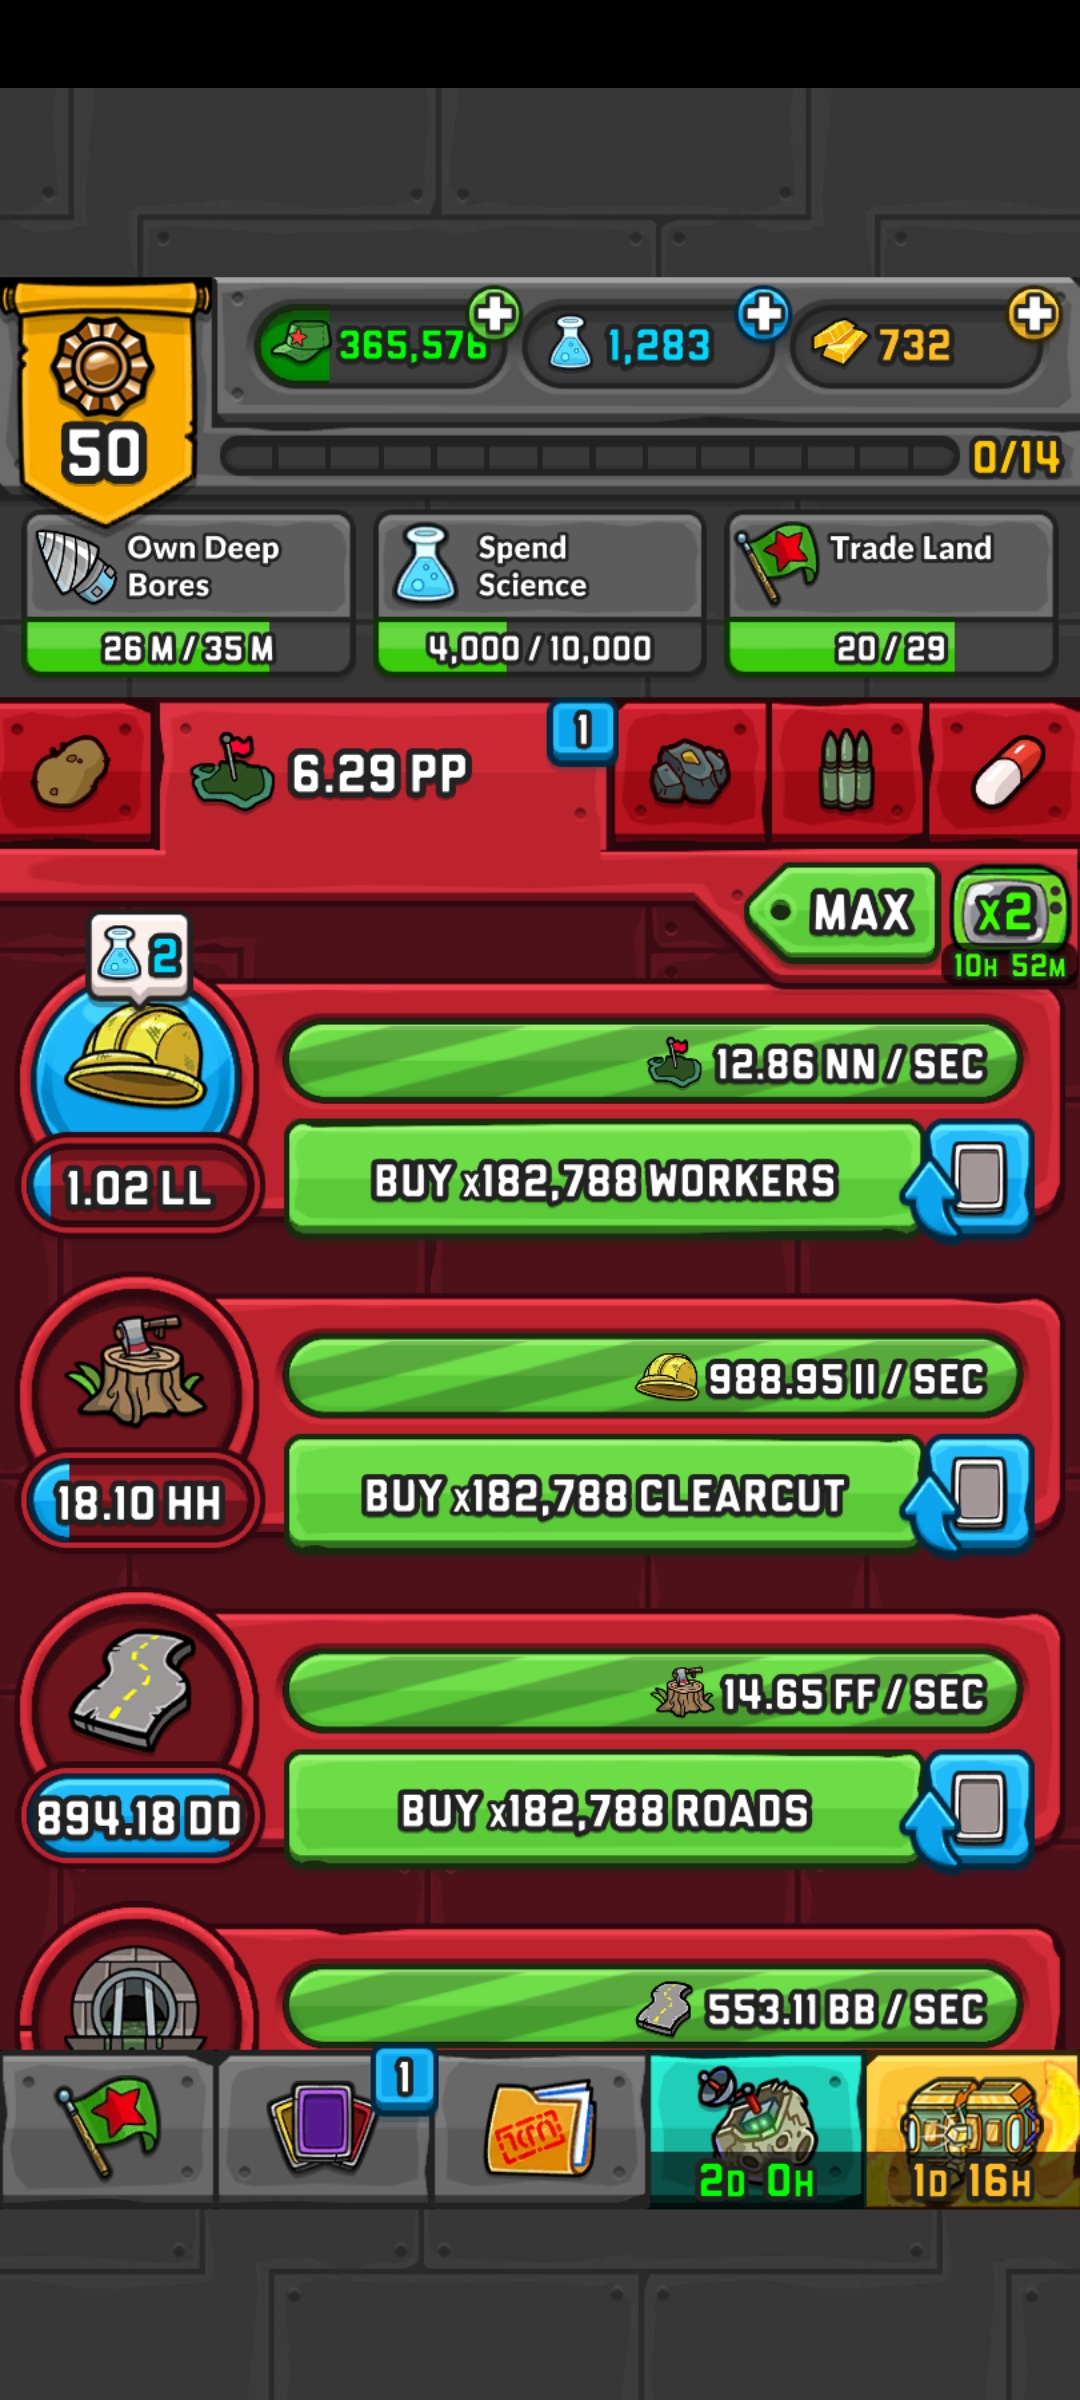 50
365,576
1,283
732
0/14
Own Deep
Bores
26 M / 35 M
Spend
Science
4,000 / 10,000
Trade Land
20 / 29
6.29 PP
1
MAX
x2
10H 52M
2
12.86 NN / SEC
1.02 LL
BUY x182,788 WORKERS
988.95 II / SEC
18.10 HH
BUY x182,788 CLEARCUT
14.65 FF / SEC
894.18 DD
BUY x182,788 ROADS
553.11 BB / SEC
1
2D 0H
1D 16H